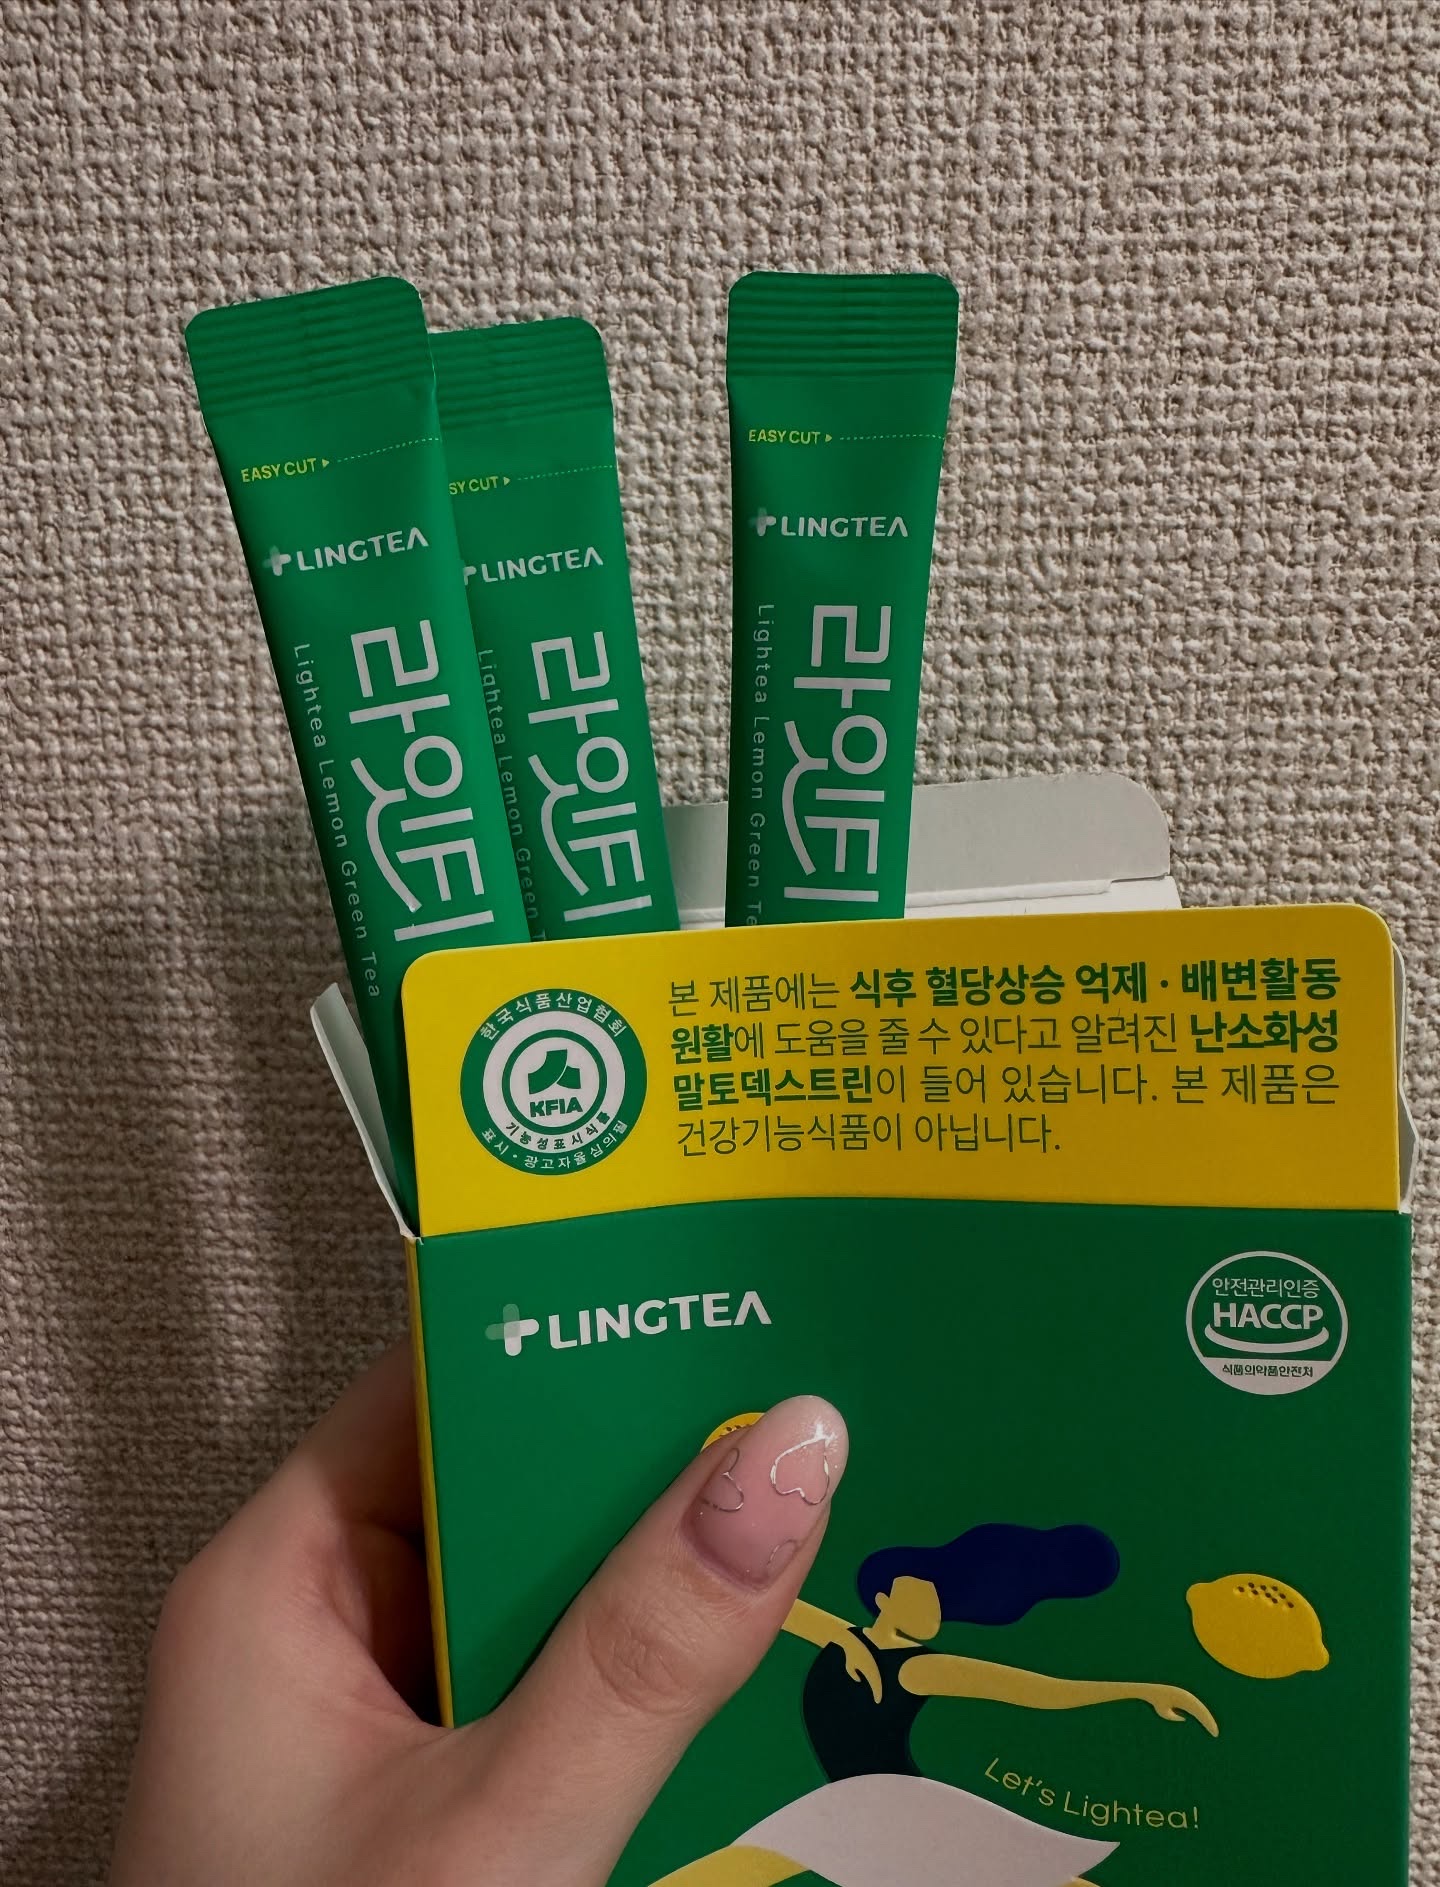 EASY CUT
LINGTEA
라잇티
Lightea Lemon Green Tea
SY CUT
LINGTEA
라잇티
Lightea Lemon Green T
EASY CUT
LINGTEA
라잇티
Lightea Lemon Green Te
한국식품산업협회
KFIA
기능성표시식품
표시·광고자율심의필
본 제품에는 식후 혈당상승 억제·배변활동
원활에 도움을 줄 수 있다고 알려진 난소화성
말토덱스트린이 들어 있습니다. 본 제품은
건강기능식품이 아닙니다.
LINGTEA
안전관리인증
HACCP
식품의약품안전처
Let's Lightea!